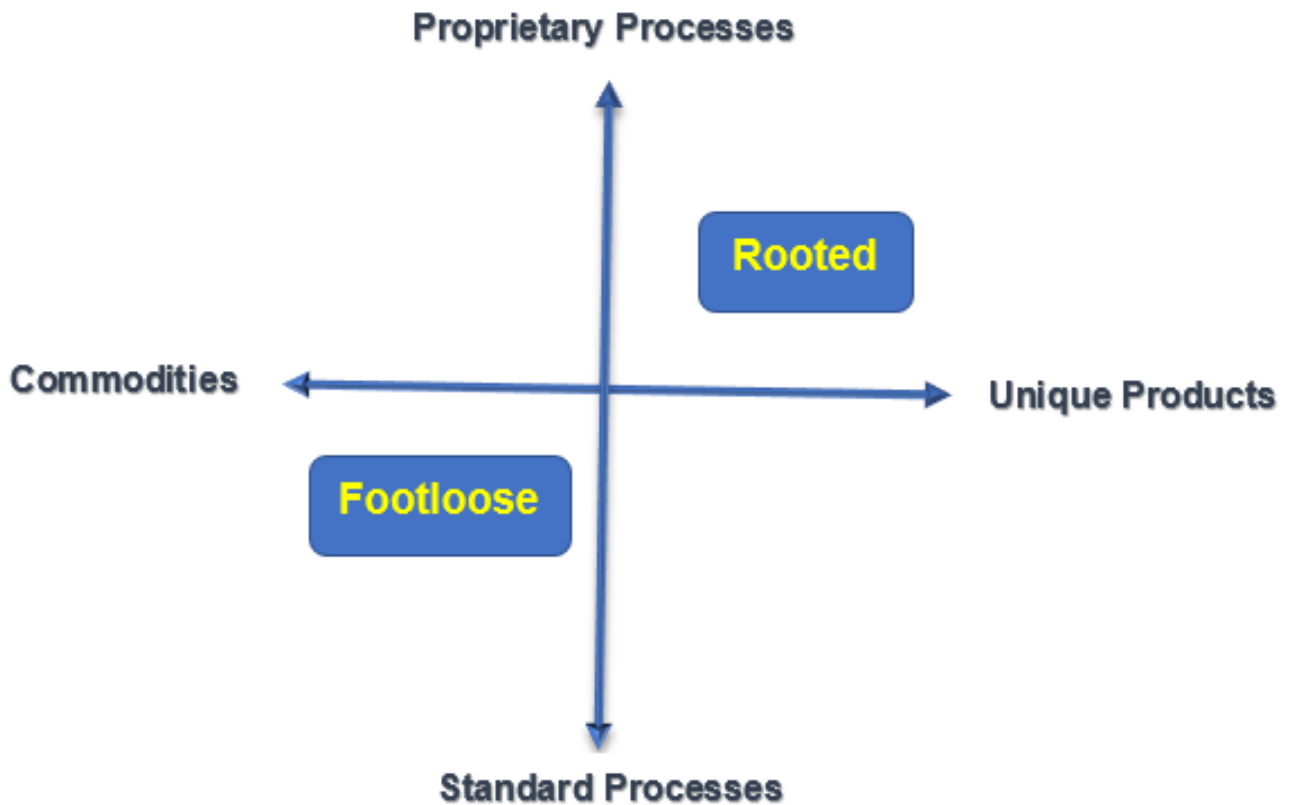 Proprietary Processes
Rooted
Commodities
Unique Products
Footloose
Standard Processes